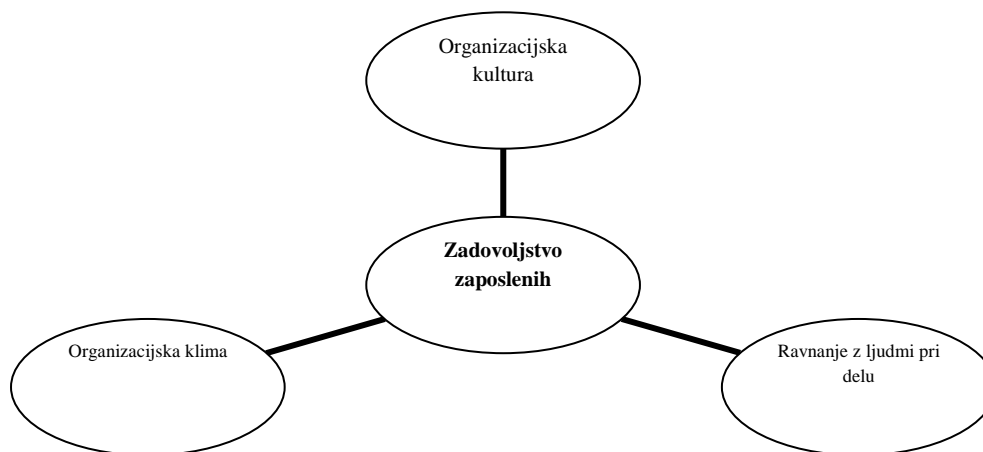 Organizacijska
kultura
Zadovoljstvo
zaposlenih
Organizacijska klima
Ravnanje z ljudmi pri
delu